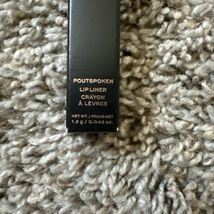 POUTSPOKEN
LIP LINER
CRAYON
À LÈVRES
NET WT / POIDS NET
1.2 g / 0.042 oz.